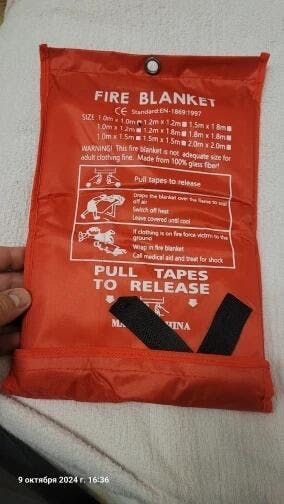 FIRE BLANKET
CE Standard:EN-1869:1997
SIZE 1.0m x 1.0m 1.2m x 1.2m 1.5m x 1.8m
1.0m x 1.2m 1.2m x 1.8m 1.8m x 1.8m
1.0m x 1.5m 1.5m x 1.5m 2.0m x 2.0m
WARNING! This fire blanket is not adequate size for
adult clothing fire. Made from 100% glass fiber!
Pull tapes to release
Drape the blanket over the flame to seal
off air
Switch off heat
Leave covered until cool
If clothing is on fire force victim to the
ground
Wrap in fire blanket
Call medical aid and treat for shock
PULL TAPES
TO RELEASE
MA INA
9 октября 2024 г. 16:36